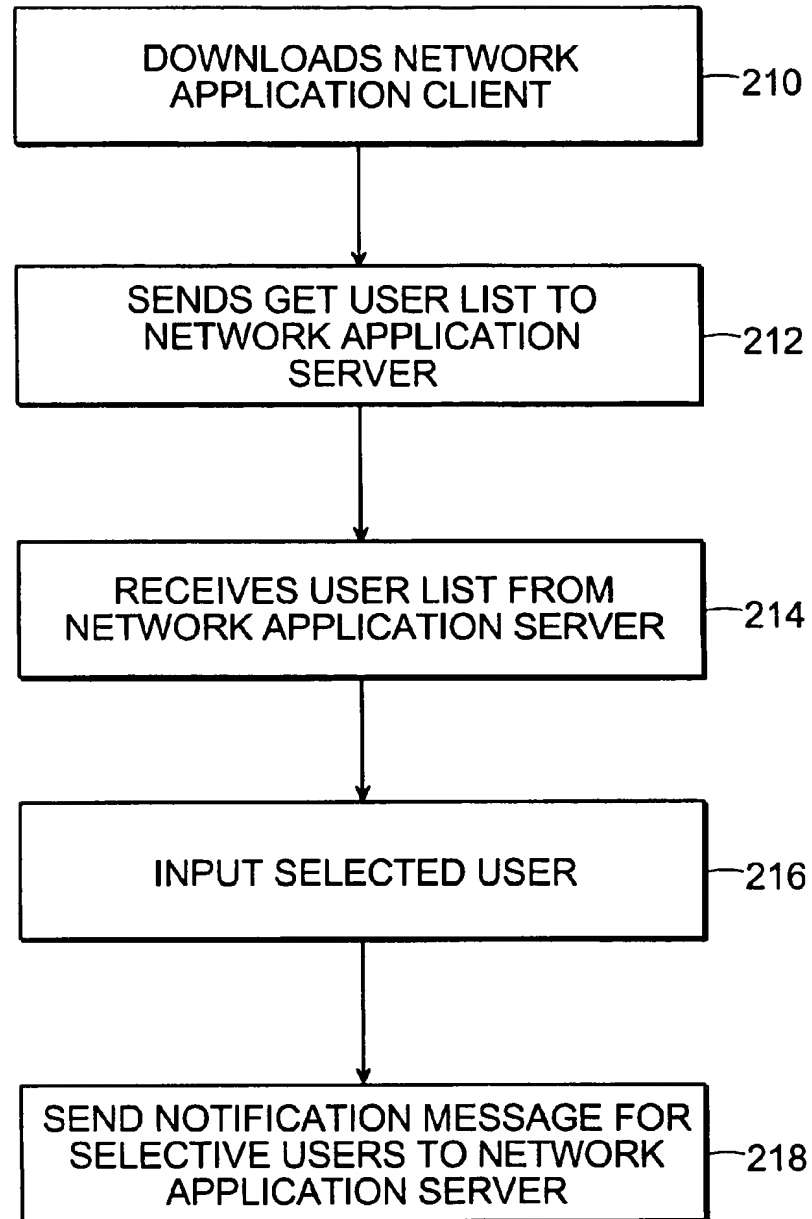 DOWNLOADS NETWORK
APPLICATION CLIENT
210
SENDS GET USER LIST TO
NETWORK APPLICATION
SERVER
212
RECEIVES USER LIST FROM
NETWORK APPLICATION SERVER
214
INPUT SELECTED USER
216
SEND NOTIFICATION MESSAGE FOR
SELECTIVE USERS TO NETWORK
APPLICATION SERVER
218